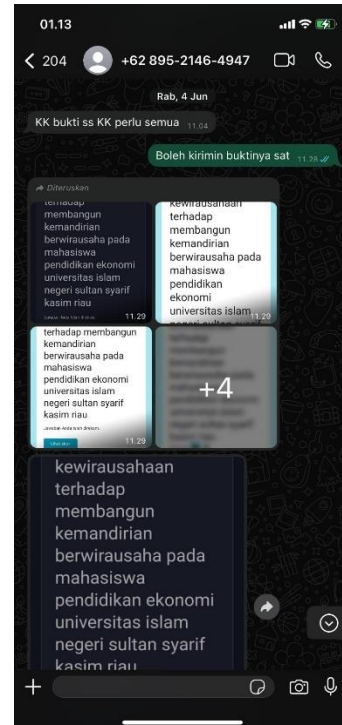 01.13
204
+62 895-2146-4947
Rab, 4 Jun
KK bukti ss KK perlu semua 11.04
Boleh kirimin buktinya sat 11.28
Diteruskan
terhadap
membangun
kemandirian
berwirausaha pada
mahasiswa
pendidikan ekonomi
universitas islam
negeri sultan syarif
kasim riau
11.29
kewirausahaan
terhadap
membangun
kemandirian
berwirausaha pada
mahasiswa
pendidikan
ekonomi
universitas islam
negeri sultan syarif
11.29
terhadap membangun
kemandirian
berwirausaha pada
mahasiswa
pendidikan ekonomi
universitas islam
negeri sultan syarif
kasim riau
11.29
+4
kewirausahaan
terhadap
membangun
kemandirian
berwirausaha pada
mahasiswa
pendidikan ekonomi
universitas islam
negeri sultan syarif
kasim riau